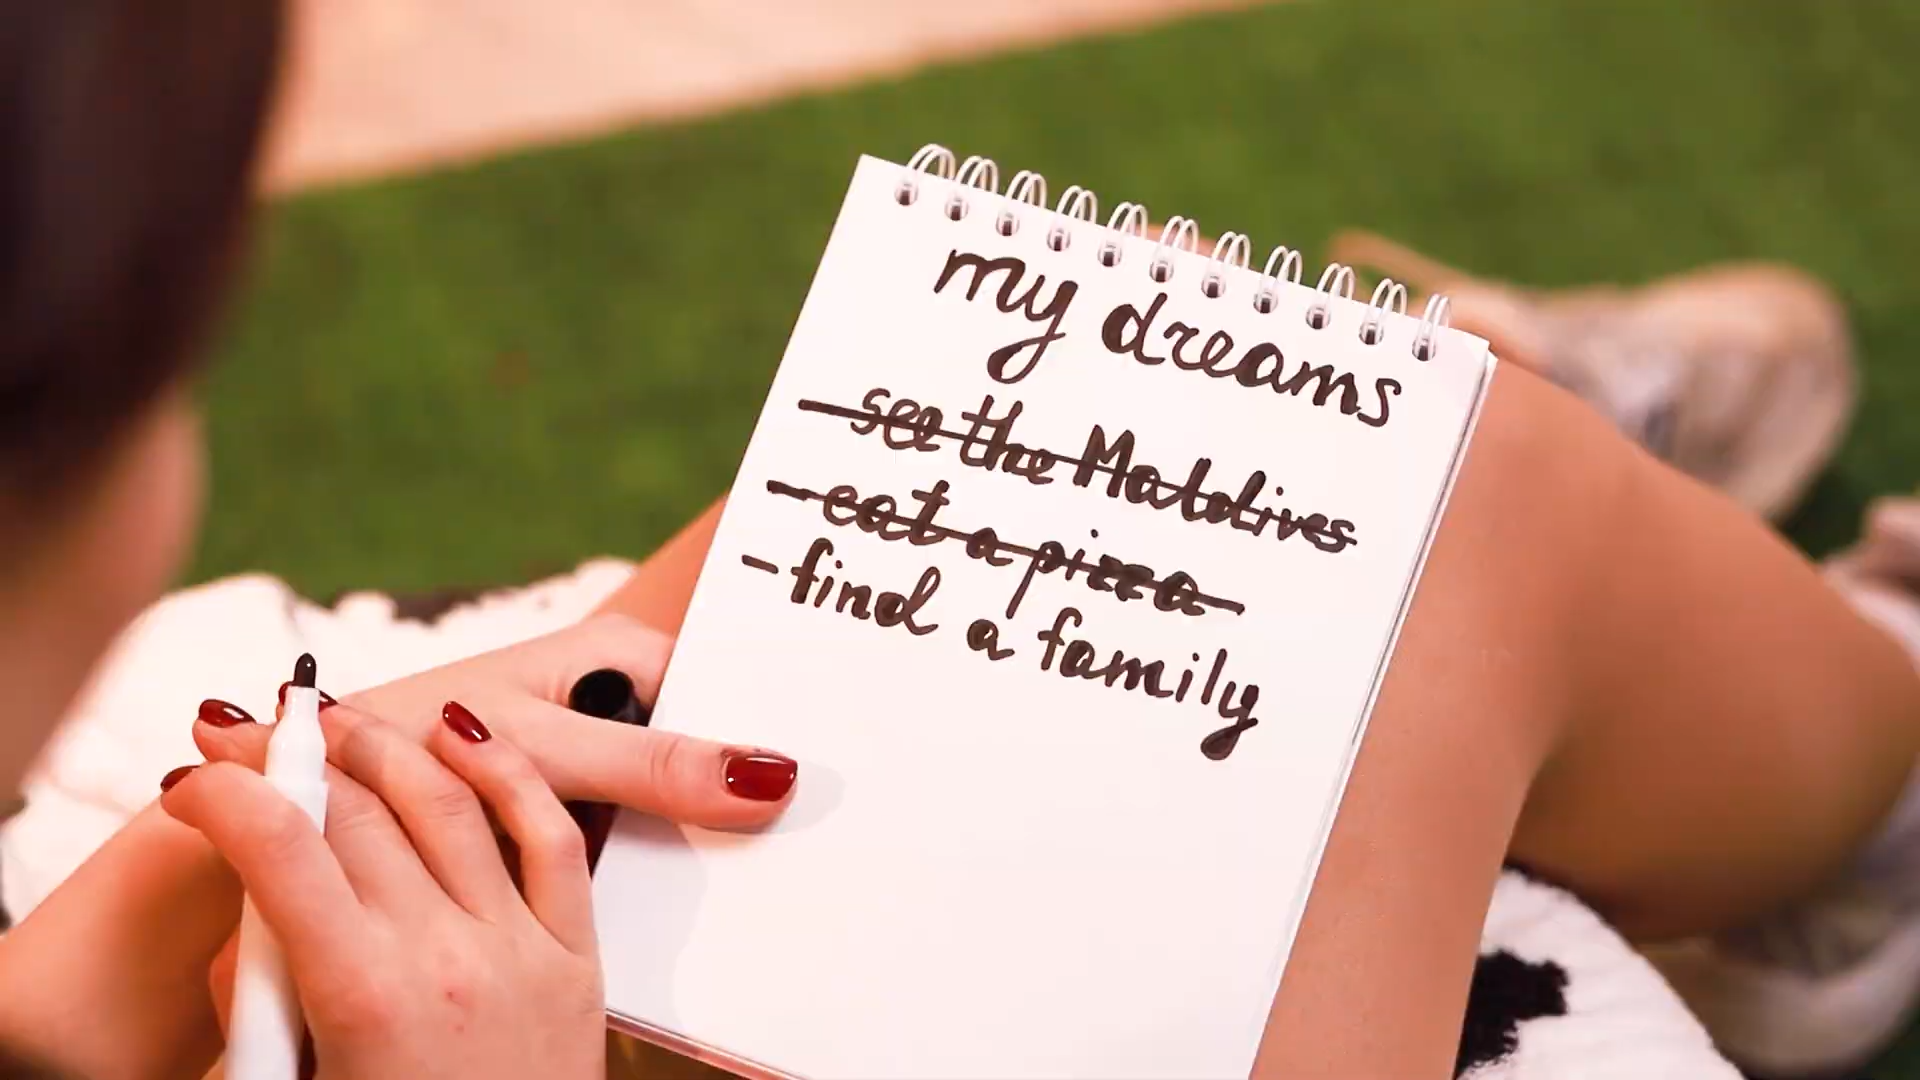 my dreams
- see the Maldives
- eat a pizza
- find a family